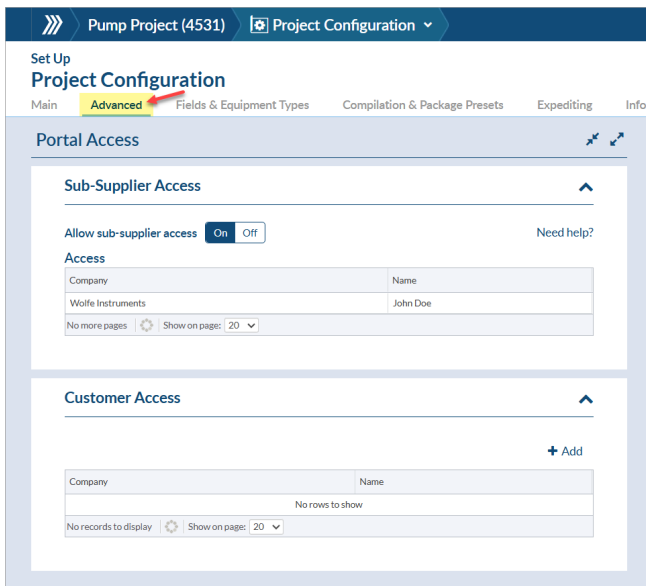 Pump Project (4531) Project Configuration
Set Up
Project Configuration
Main Advanced Fields & Equipment Types Compilation & Package Presets Expediting Info
Portal Access
Sub-Supplier Access
Allow sub-supplier access On Off Need help?
Access
Company Name
Wolfe Instruments John Doe
No more pages Show on page: 20
Customer Access
+ Add
Company Name
No rows to show
No records to display Show on page: 20